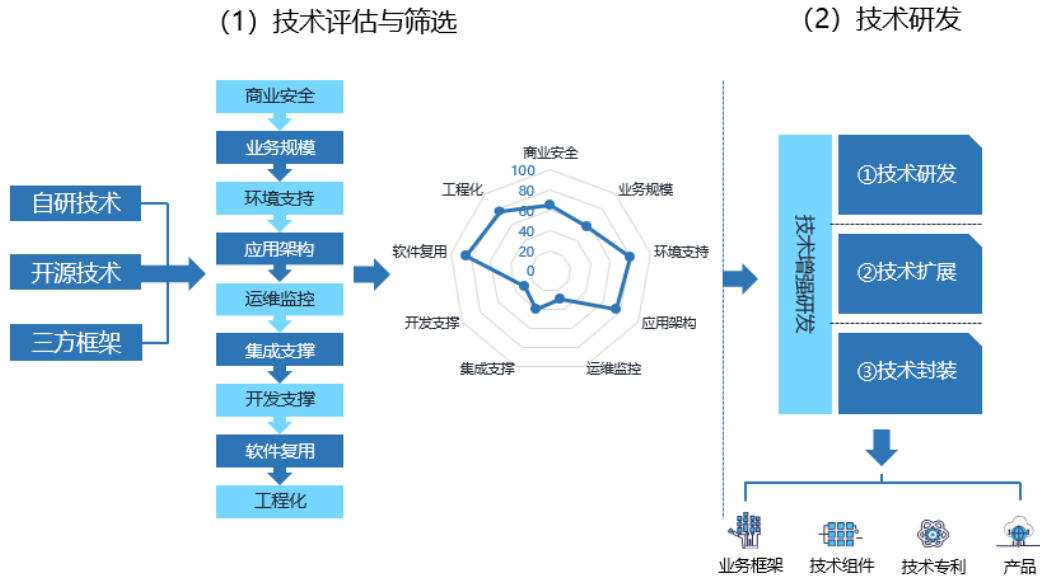 （1）技术评估与筛选
（2）技术研发
自研技术
开源技术
三方框架
商业安全
业务规模
环境支持
应用架构
运维监控
集成支撑
开发支撑
软件复用
工程化
商业安全
业务规模
环境支持
应用架构
运维监控
集成支撑
开发支撑
软件复用
工程化
100
80
60
40
20
0
技术增强研发
①技术研发
②技术扩展
③技术封装
业务框架
技术组件
技术专利
产品